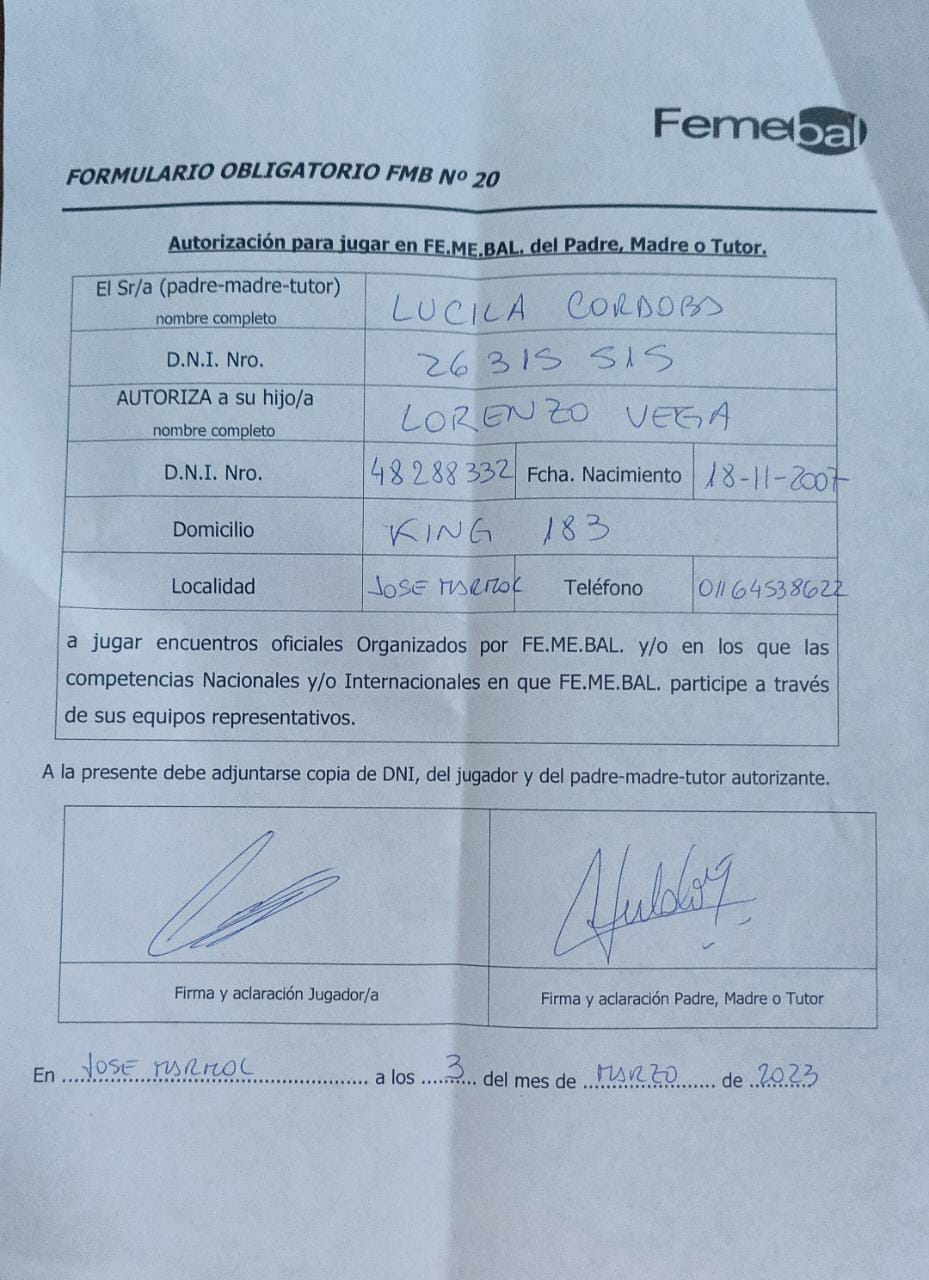 Femebal
FORMULARIO OBLIGATORIO FMB Nº 20
Autorización para jugar en FE.ME.BAL. del Padre, Madre o Tutor.
El Sr/a (padre-madre-tutor)
nombre completo
LUCILA CORDOBA
D.N.I. Nro.
26 315 515
AUTORIZA a su hijo/a
nombre completo
LORENZO VEGA
D.N.I. Nro.
48288332
Fcha. Nacimiento
18-11-2007
Domicilio
KING 183
Localidad
JOSE MARMOL
Teléfono
01164538622
a jugar encuentros oficiales Organizados por FE.ME.BAL. y/o en los que las
competencias Nacionales y/o Internacionales en que FE.ME.BAL. participe a través
de sus equipos representativos.
A la presente debe adjuntarse copia de DNI, del jugador y del padre-madre-tutor autorizante.
Firma y aclaración Jugador/a
Firma y aclaración Padre, Madre o Tutor
En JOSE MARMOL a los 3 del mes de MARZO de 2023